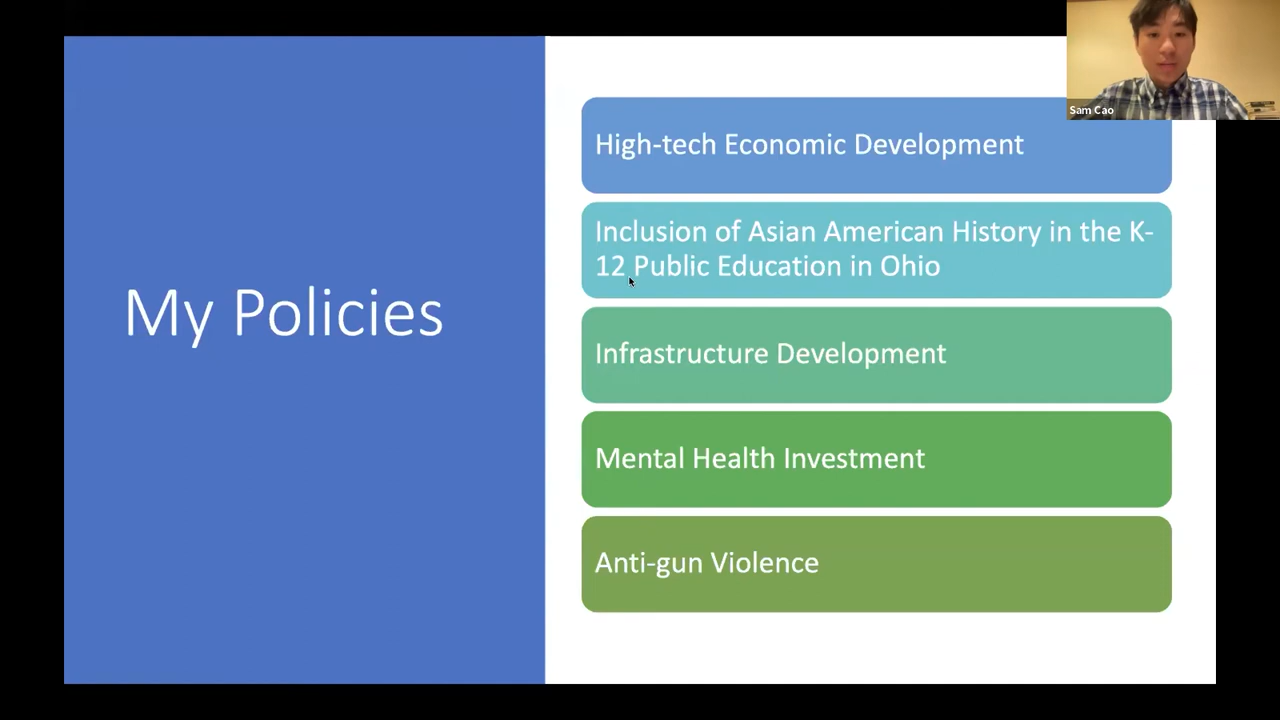 Sam Cao
My Policies
High-tech Economic Development
Inclusion of Asian American History in the K-
12 Public Education in Ohio
Infrastructure Development
Mental Health Investment
Anti-gun Violence